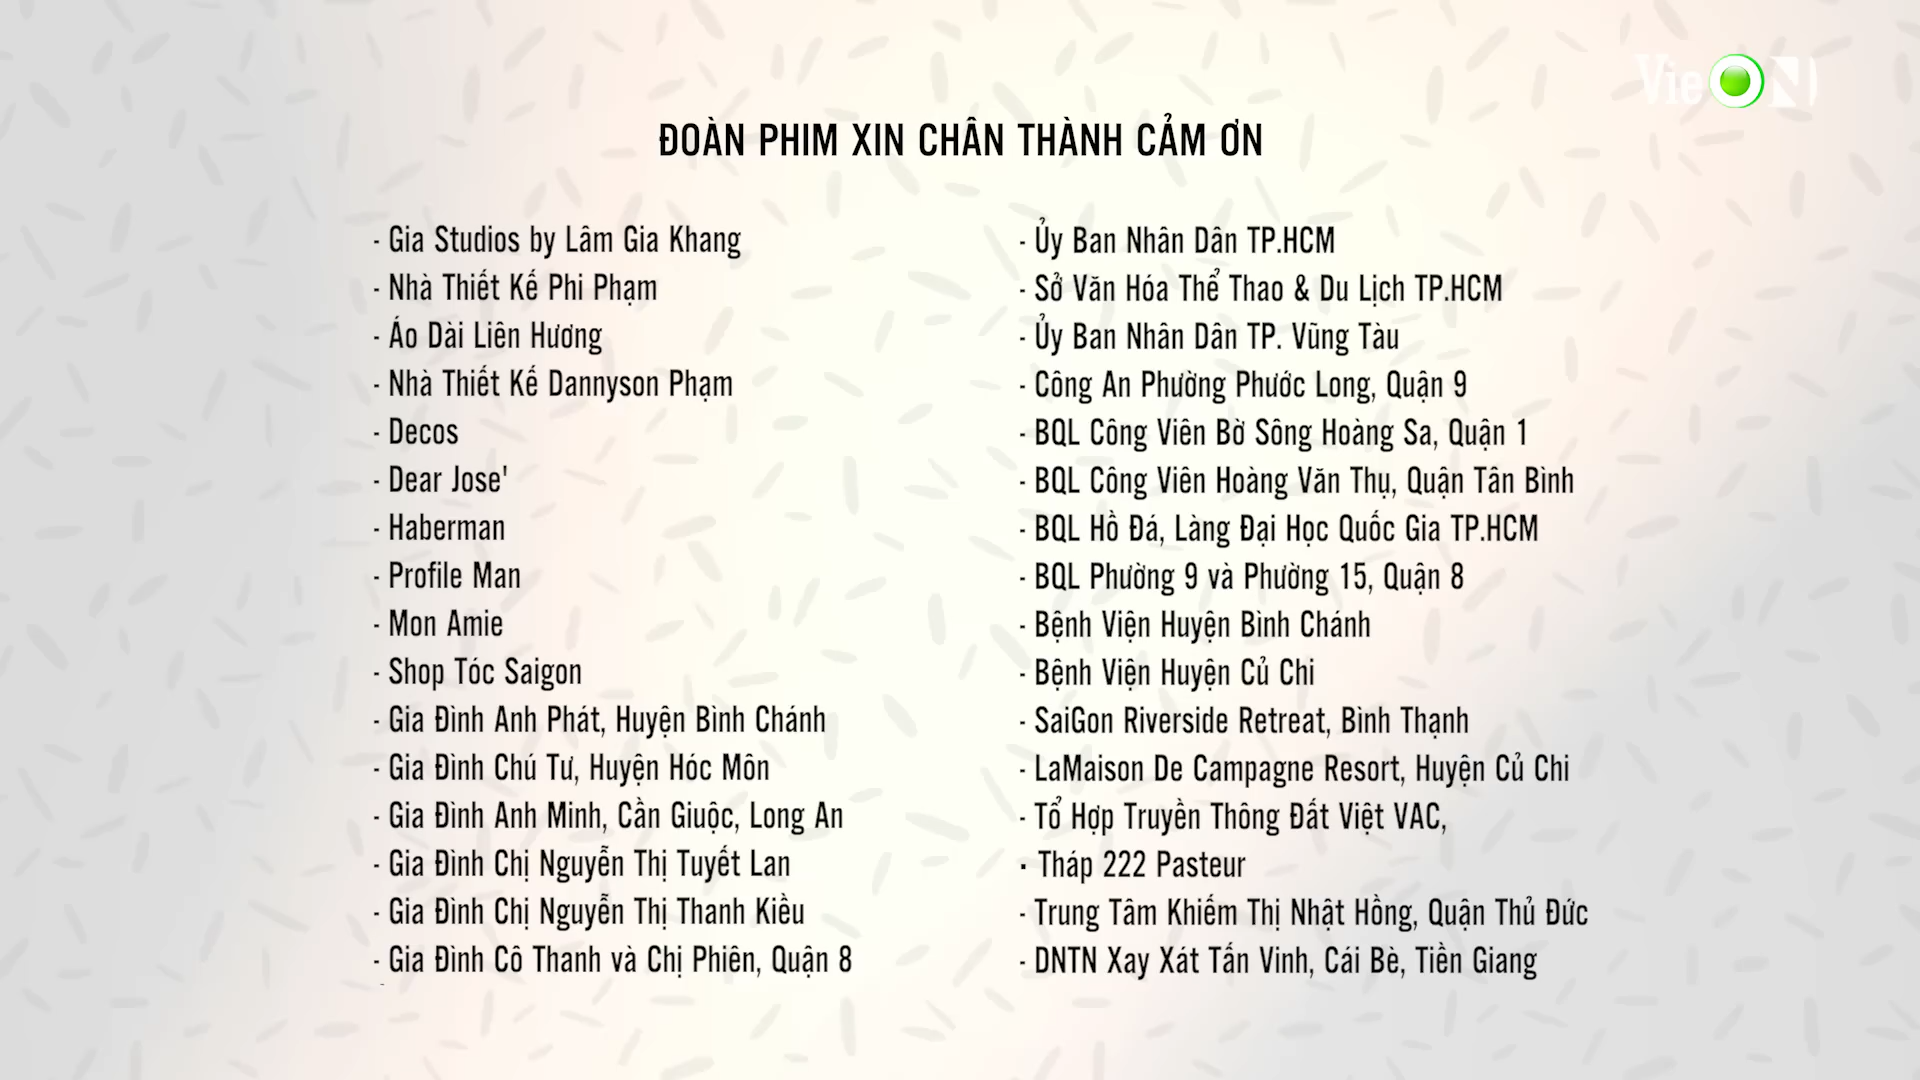 VieON
ĐOÀN PHIM XIN CHÂN THÀNH CẢM ƠN
- Gia Studios by Lâm Gia Khang
- Nhà Thiết Kế Phi Phạm
- Áo Dài Liên Hương
- Nhà Thiết Kế Dannyson Phạm
- Decos
- Dear Jose'
- Haberman
- Profile Man
- Mon Amie
- Shop Tóc Saigon
- Gia Đình Anh Phát, Huyện Bình Chánh
- Gia Đình Chú Tư, Huyện Hóc Môn
- Gia Đình Anh Minh, Cần Giuộc, Long An
- Gia Đình Chị Nguyễn Thị Tuyết Lan
- Gia Đình Chị Nguyễn Thị Thanh Kiều
- Gia Đình Cô Thanh và Chị Phiên, Quận 8
- Ủy Ban Nhân Dân TP.HCM
- Sở Văn Hóa Thể Thao & Du Lịch TP.HCM
- Ủy Ban Nhân Dân TP. Vũng Tàu
- Công An Phường Phước Long, Quận 9
- BQL Công Viên Bờ Sông Hoàng Sa, Quận 1
- BQL Công Viên Hoàng Văn Thụ, Quận Tân Bình
- BQL Hồ Đá, Làng Đại Học Quốc Gia TP.HCM
- BQL Phường 9 và Phường 15, Quận 8
- Bệnh Viện Huyện Bình Chánh
- Bệnh Viện Huyện Củ Chi
- SaiGon Riverside Retreat, Bình Thạnh
- LaMaison De Campagne Resort, Huyện Củ Chi
- Tổ Hợp Truyền Thông Đất Việt VAC,
· Tháp 222 Pasteur
- Trung Tâm Khiếm Thị Nhật Hồng, Quận Thủ Đức
- DNTN Xay Xát Tấn Vinh, Cái Bè, Tiền Giang